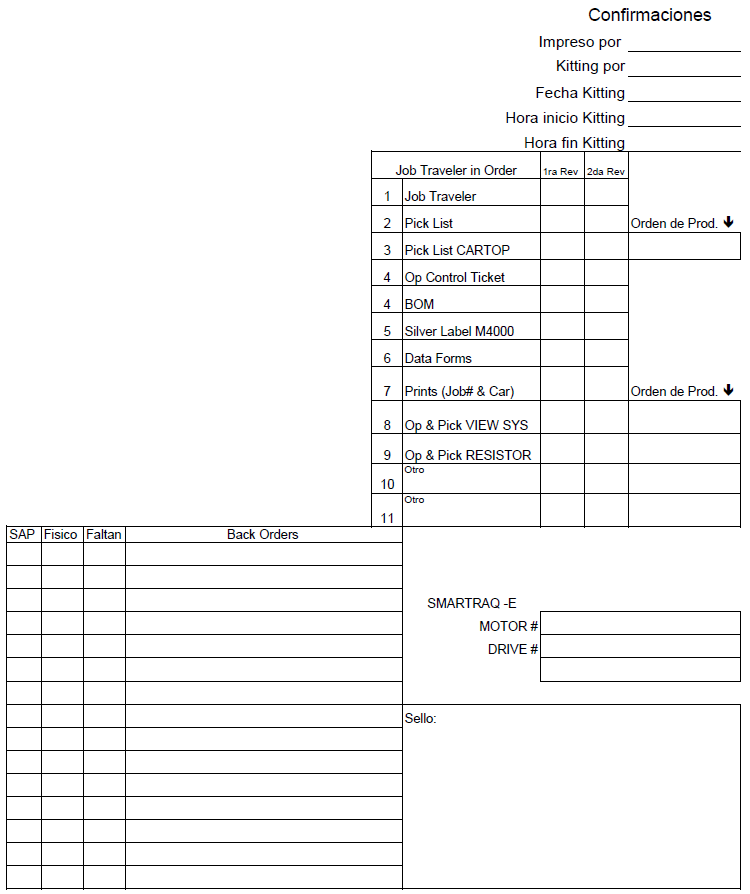 Confirmaciones
Impreso por
Kitting por
Fecha Kitting
Hora inicio Kitting
Hora fin Kitting
Job Traveler in Order 1ra Rev 2da Rev
1 Job Traveler
2 Pick List Orden de Prod. 🡇
3 Pick List CARTOP
4 Op Control Ticket
4 BOM
5 Silver Label M4000
6 Data Forms
7 Prints (Job# & Car) Orden de Prod. 🡇
8 Op & Pick VIEW SYS
9 Op & Pick RESISTOR
10 Otro
11 Otro
SAP Fisico Faltan Back Orders
SMARTRAQ -E
MOTOR #
DRIVE #
Sello: